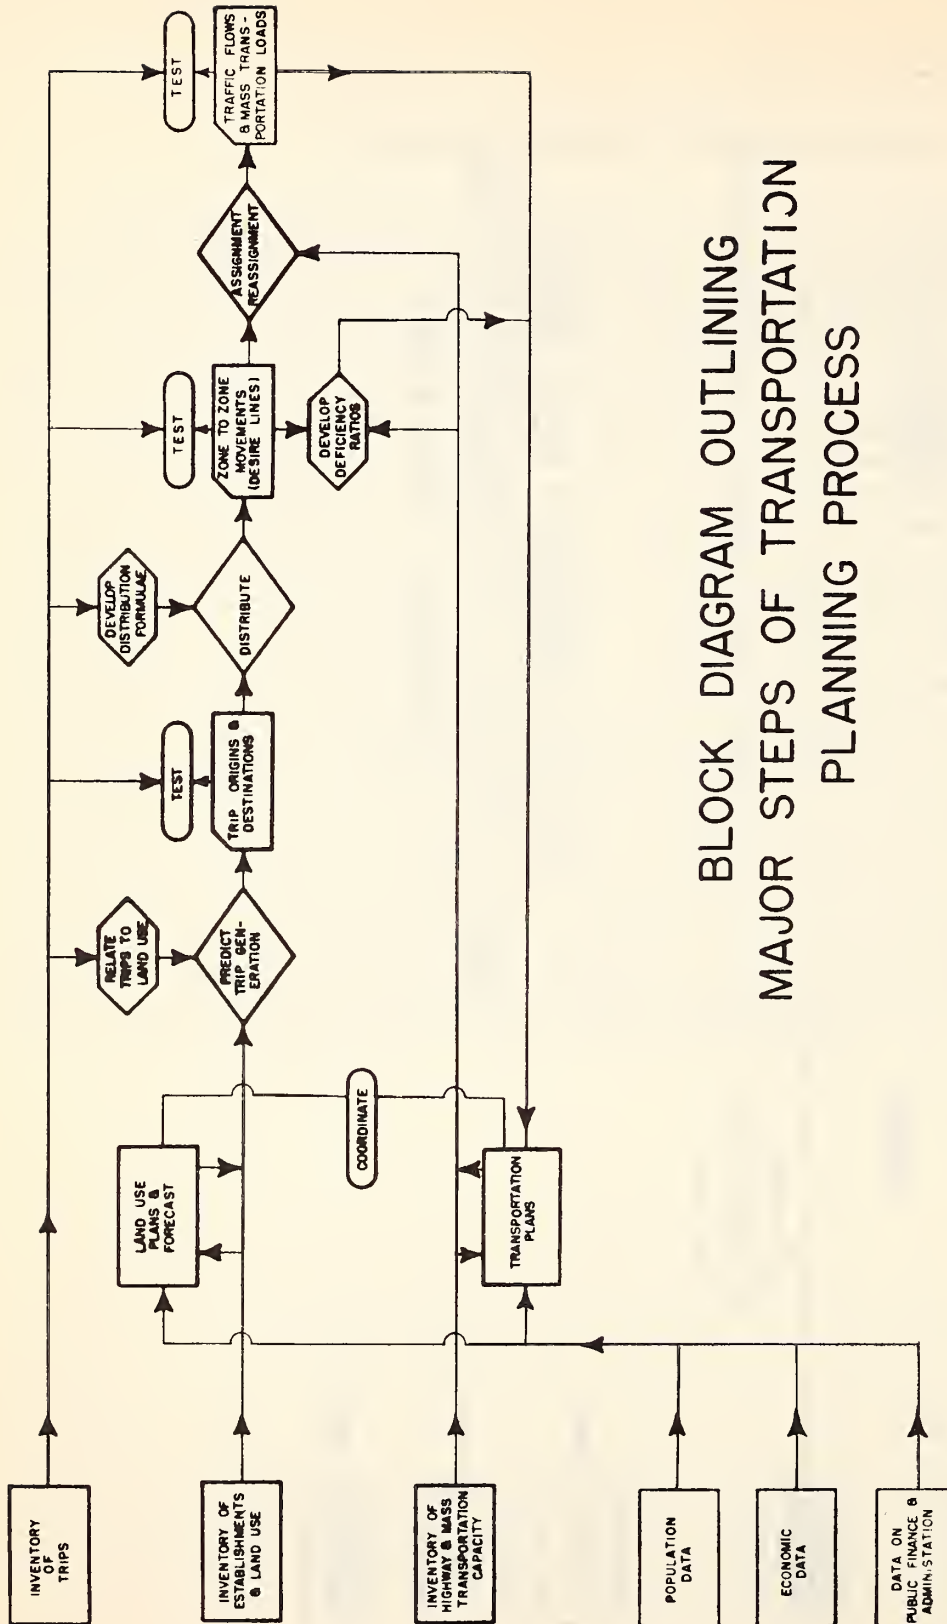 INVENTORY
OF
TRIPS
INVENTORY OF
ESTABLISHMENTS
& LAND USE
INVENTORY OF
HIGHWAY & MASS
TRANSPORTATION
CAPACITY
POPULATION
DATA
ECONOMIC
DATA
DATA ON
PUBLIC FINANCE &
ADMINISTATION
LAND USE
PLANS &
FORECAST
COORDINATE
TRANSPORTATION
PLANS
RELATE
TRIPS TO
LAND USE
PREDICT
TRIP GEN-
ERATION
TEST
TRIP ORIGINS &
DESTINATIONS
DEVELOP
DISTRIBUTION
FORMULAE
DISTRIBUTE
TEST
ZONE TO ZONE
MOVEMENTS
(DESIRE LINES)
DEVELOP
DEFICIENCY
RATIOS
ASSIGNMENT
REASSIGNMENT
TEST
TRAFFIC FLOWS
& MASS TRANS-
PORTATION LOADS
BLOCK DIAGRAM OUTLINING
MAJOR STEPS OF TRANSPORTATION
PLANNING PROCESS